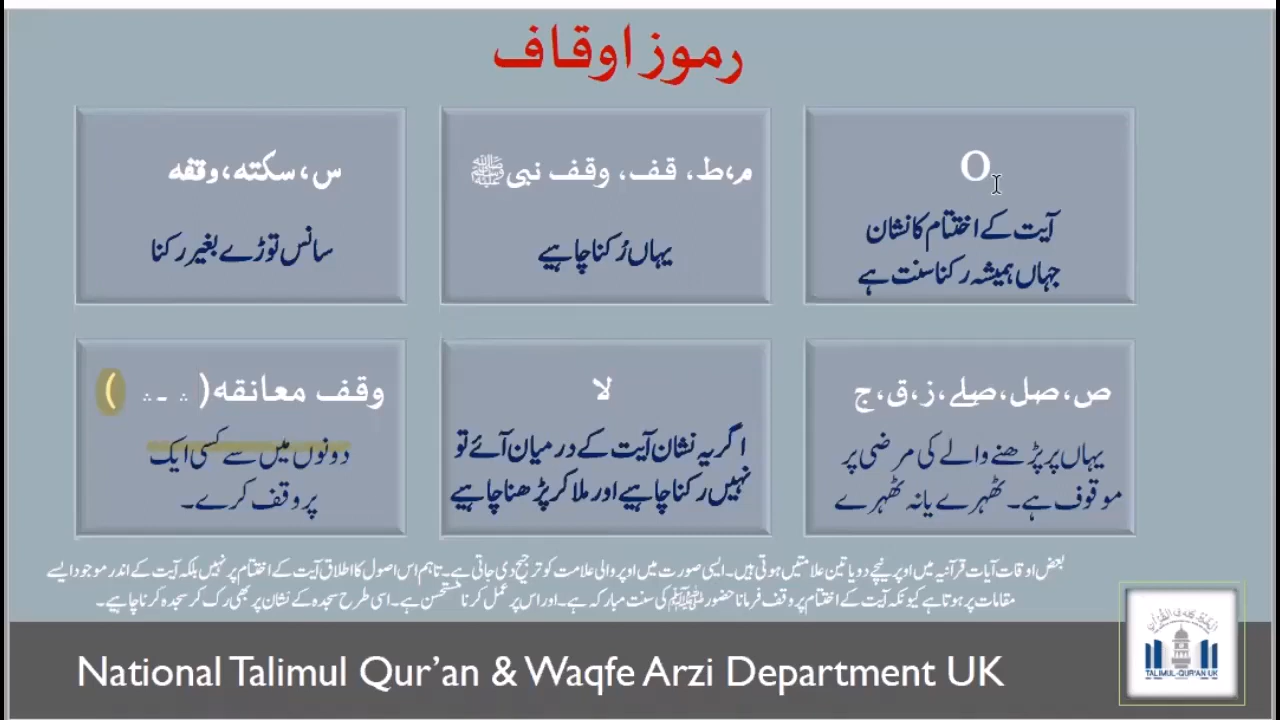 رموز اوقاف
O
آیت کے اختتام کا نشان
جہاں ہمیشہ رکنا سنت ہے
م،ط، قف، وقف نبی ﷺ
یہاں رُکنا چاہیے
س، سکتہ، وقفہ
سانس توڑے بغیر رکنا
ص، صل، صلے، ز، ق، ج
یہاں پر پڑھنے والے کی مرضی پر
موقوف ہے۔ ٹھہرے یا نہ ٹھہرے
لا
اگر یہ نشان آیت کے درمیان آئے تو
نہیں رکنا چاہیے اور ملا کر پڑھنا چاہیے
وقف معانقہ( ؞ ۔۔ ؞ )
دونوں میں سے کسی ایک
پر وقف کرے۔
بعض اوقات آیات قرآنیہ میں اوپر نیچے دو یا تین علامتیں ہوتی ہیں۔ ایسی صورت میں اوپر والی علامت کو ترجیح دی جاتی ہے۔ تاہم اس اصول کا اطلاق آیت کے اختتام پر نہیں بلکہ آیت کے اندر موجود ایسے
مقامات پر ہوتا ہے کیونکہ آیت کے اختتام پر وقف فرمانا حضور ﷺ کی سنت مبارکہ ہے۔ اور اس پر عمل کرنا مستحسن ہے۔ اسی طرح سجدہ کے نشان پر بھی رک کر سجدہ کرنا چاہیے۔
National Talimul Qur’an & Waqfe Arzi Department UK
TALIMUL-QUR'AN UK